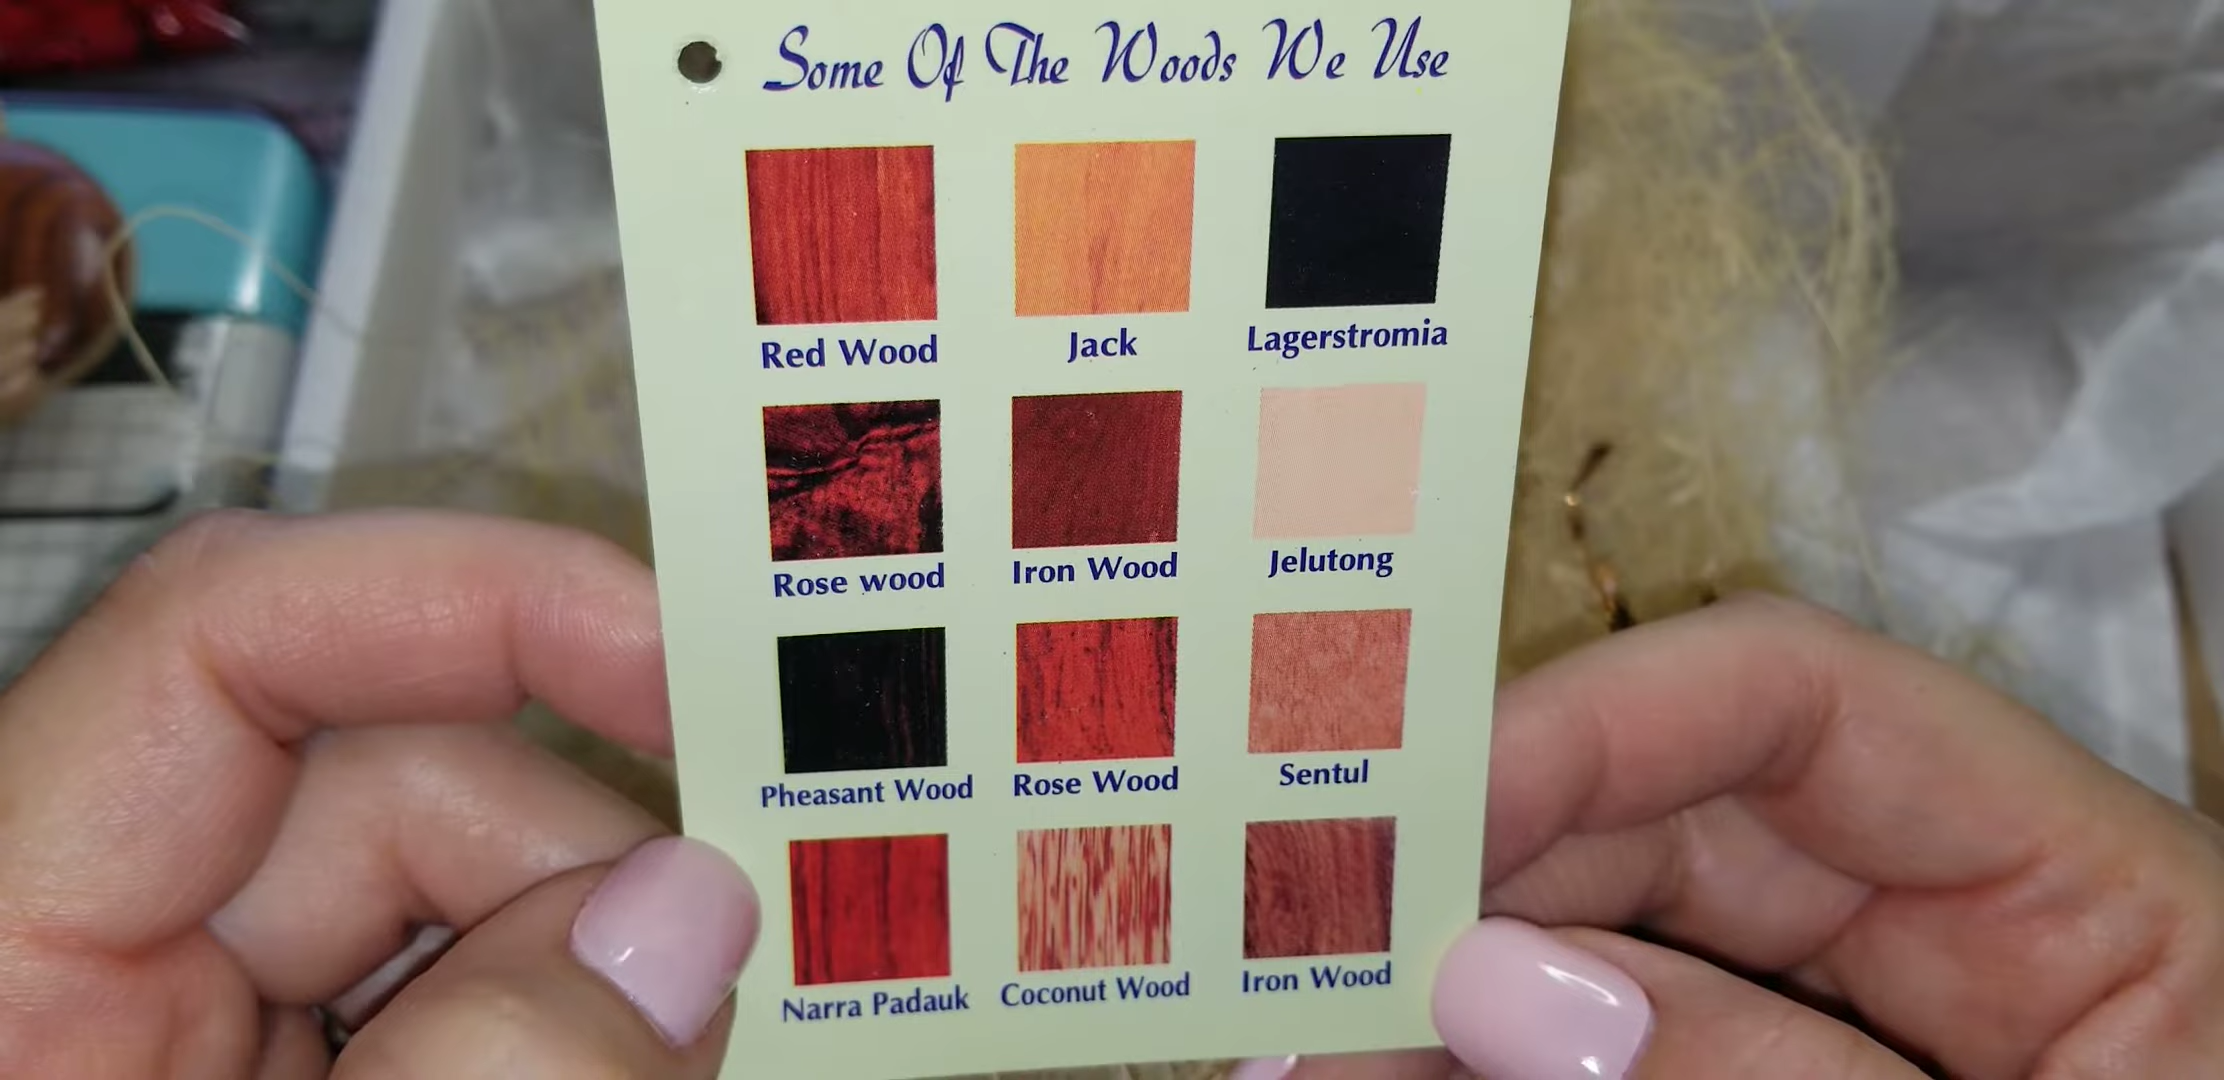 Some Of The Woods We Use
Red Wood
Jack
Lagerstromia
Rose wood
Iron Wood
Jelutong
Pheasant Wood
Rose Wood
Sentul
Narra Padauk
Coconut Wood
Iron Wood